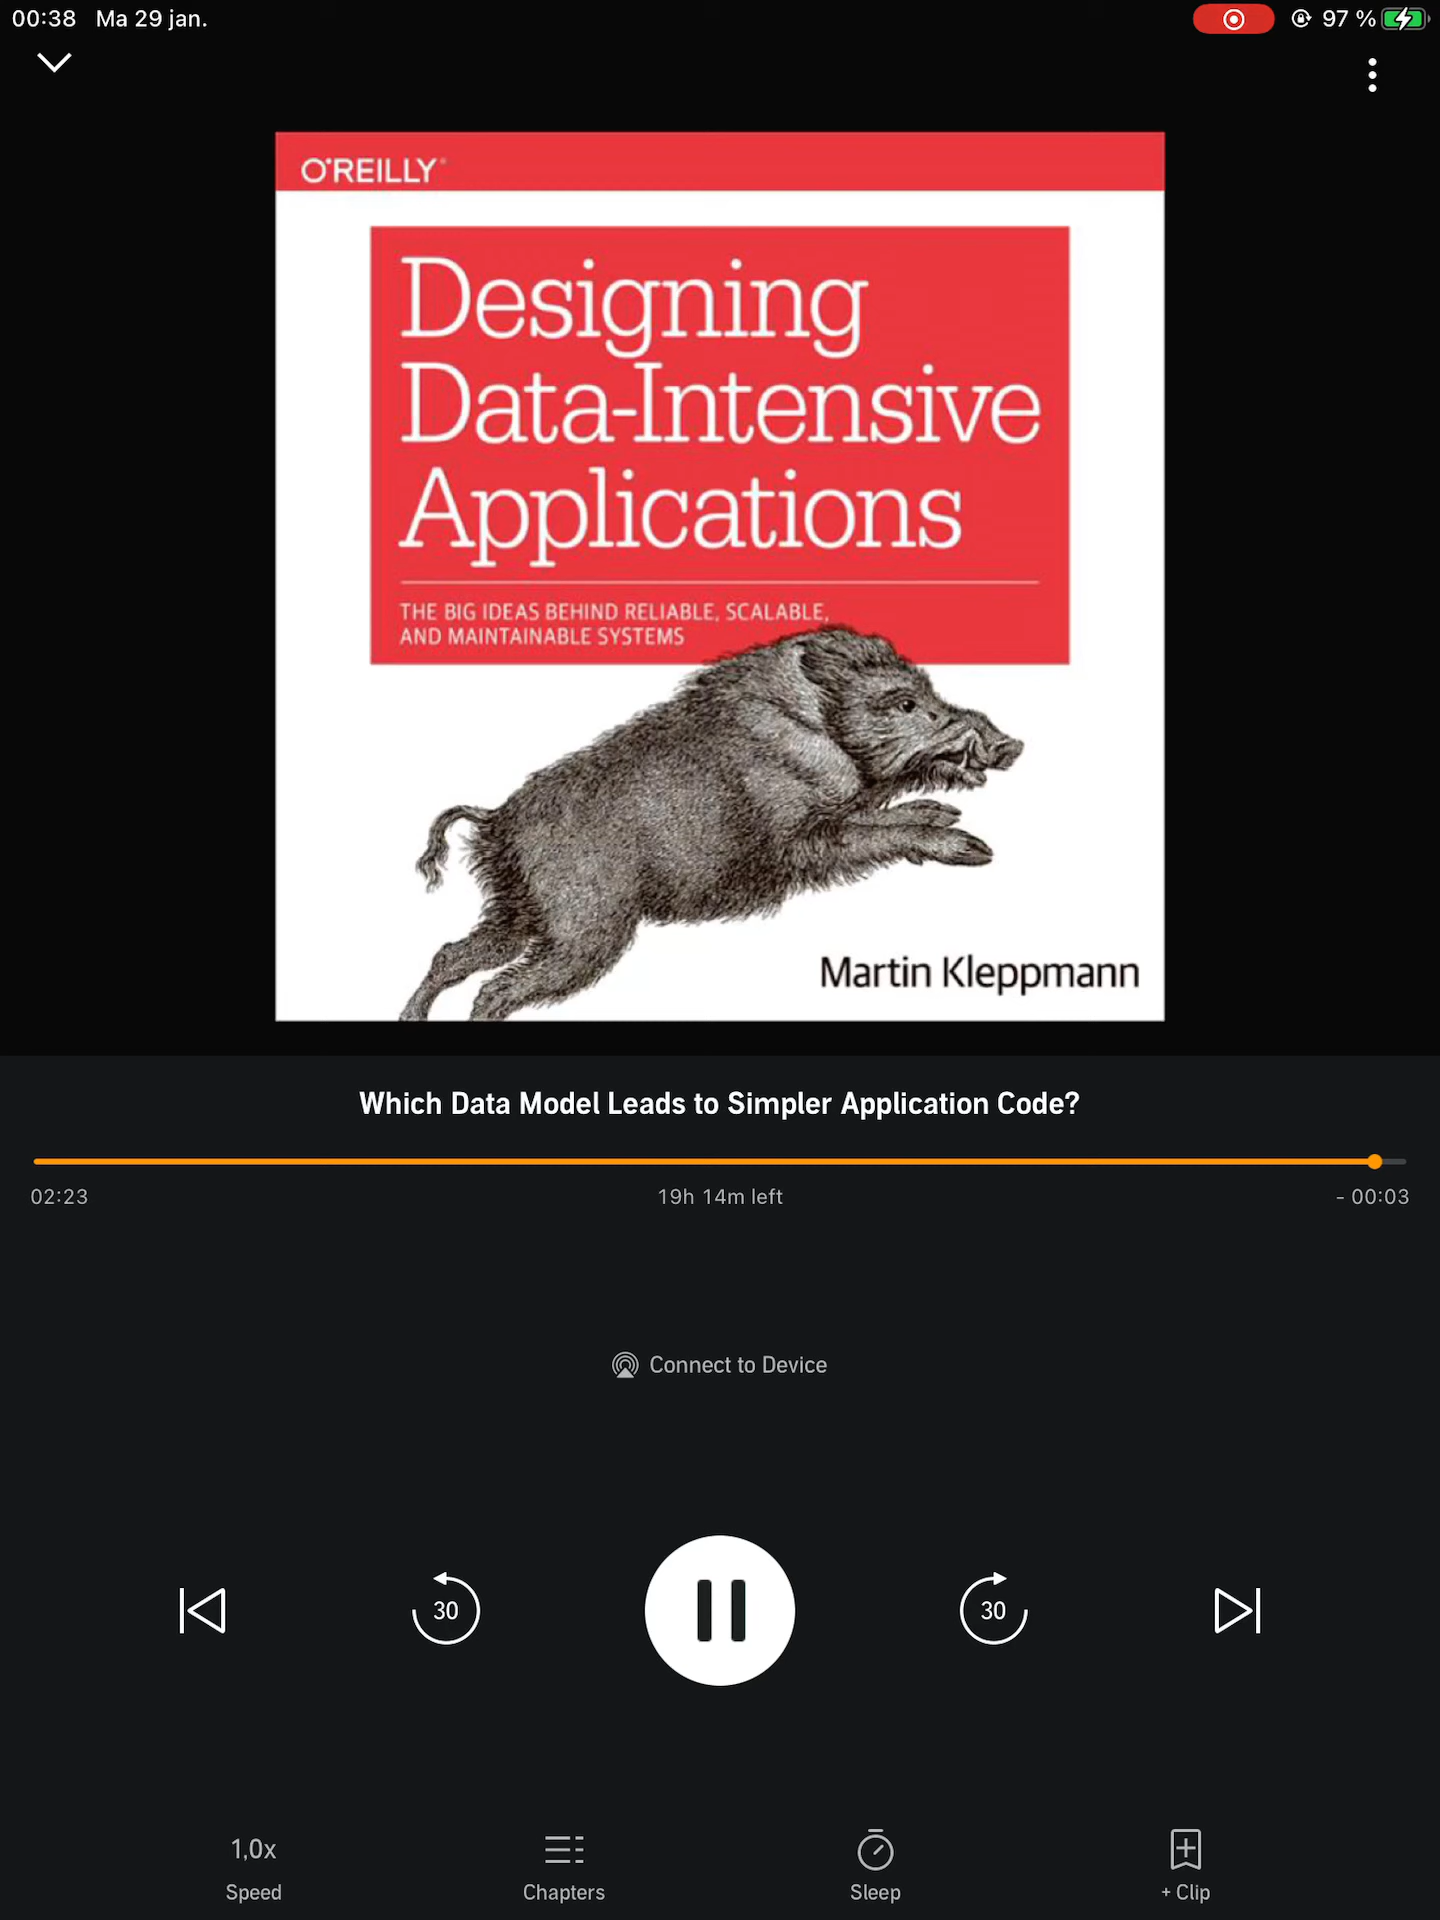 00:38 Ma 29 jan. 97 %
O'REILLY®
Designing
Data-Intensive
Applications
THE BIG IDEAS BEHIND RELIABLE, SCALABLE,
AND MAINTAINABLE SYSTEMS
Martin Kleppmann
Which Data Model Leads to Simpler Application Code?
02:23 19h 14m left - 00:03
Connect to Device
30 30
1,0x
Speed Chapters Sleep + Clip